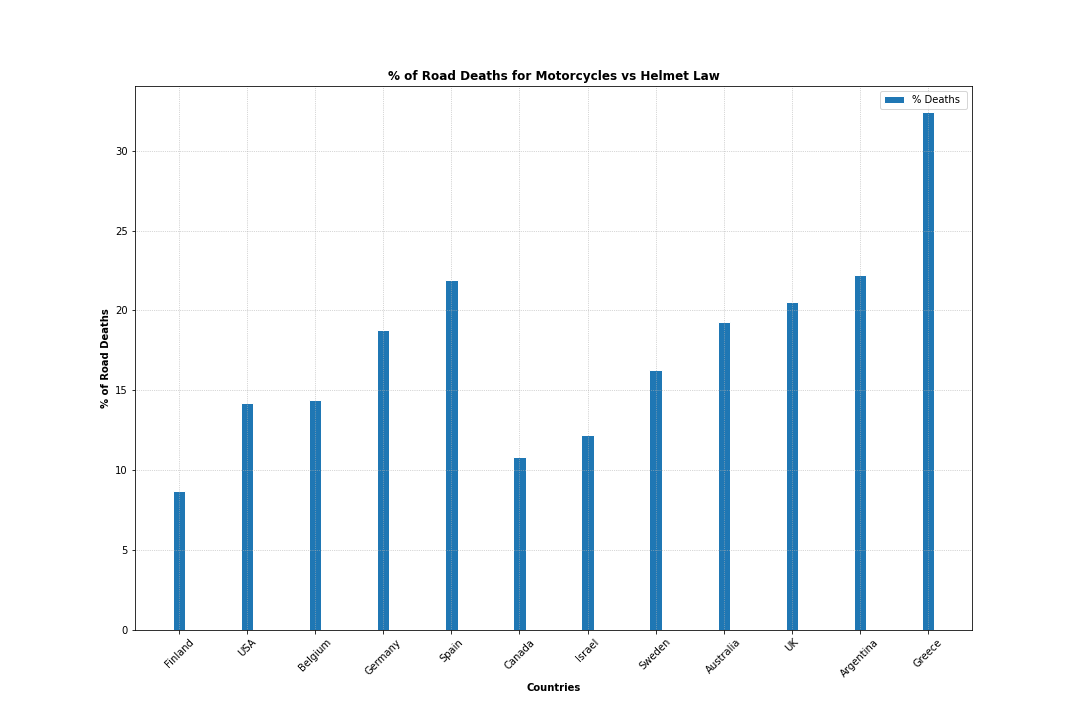 % of Road Deaths for Motorcycles vs Helmet Law
% Deaths
30
25
20
15
10
5
0
% of Road Deaths
Finland
USA
Belgium
Germany
Spain
Canada
Israel
Sweden
Australia
UK
Argentina
Greece
Countries